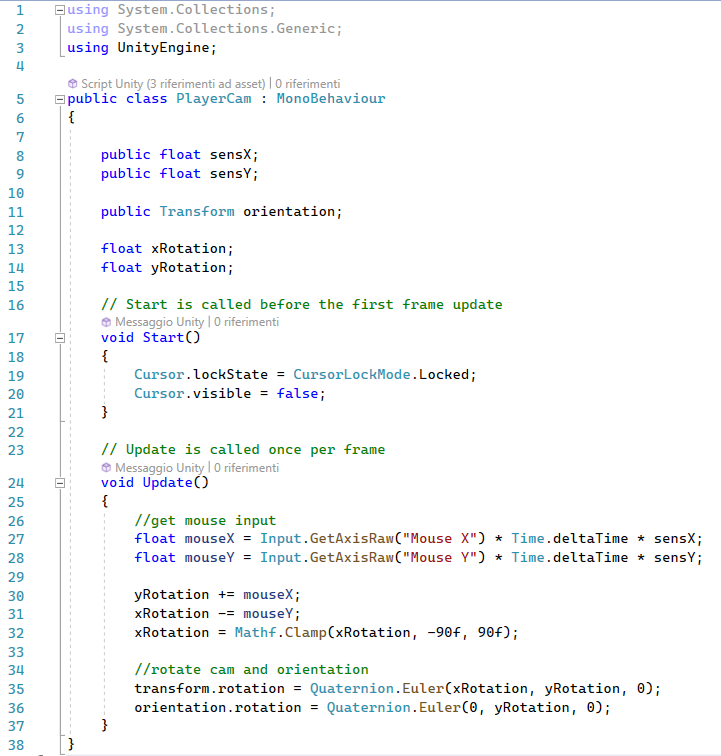 1 using System.Collections;
2 using System.Collections.Generic;
3 using UnityEngine;
4
Script Unity (3 riferimenti ad asset) | 0 riferimenti
5 public class PlayerCam : MonoBehaviour
6 {
7
8 public float sensX;
9 public float sensY;
10
11 public Transform orientation;
12
13 float xRotation;
14 float yRotation;
15
16 // Start is called before the first frame update
Messaggio Unity | 0 riferimenti
17 void Start()
18 {
19 Cursor.lockState = CursorLockMode.Locked;
20 Cursor.visible = false;
21 }
22
23 // Update is called once per frame
Messaggio Unity | 0 riferimenti
24 void Update()
25 {
26 //get mouse input
27 float mouseX = Input.GetAxisRaw("Mouse X") * Time.deltaTime * sensX;
28 float mouseY = Input.GetAxisRaw("Mouse Y") * Time.deltaTime * sensY;
29
30 yRotation += mouseX;
31 xRotation -= mouseY;
32 xRotation = Mathf.Clamp(xRotation, -90f, 90f);
33
34 //rotate cam and orientation
35 transform.rotation = Quaternion.Euler(xRotation, yRotation, 0);
36 orientation.rotation = Quaternion.Euler(0, yRotation, 0);
37 }
38 }